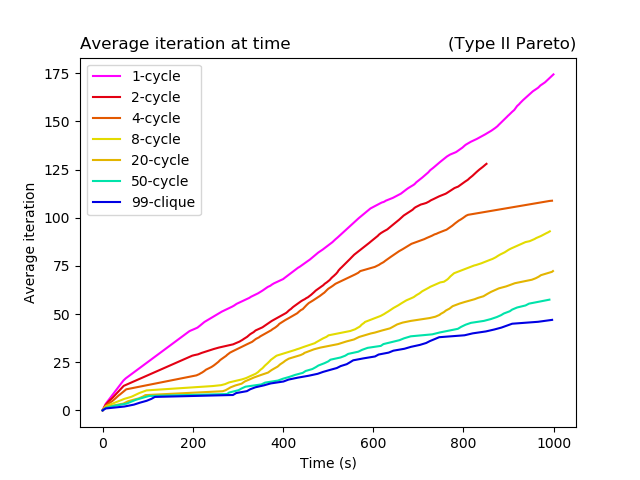 Average iteration at time (Type II Pareto)
1-cycle
2-cycle
4-cycle
8-cycle
20-cycle
50-cycle
99-clique
175
150
125
100
75
50
25
0
Average iteration
0 200 400 600 800 1000
Time (s)